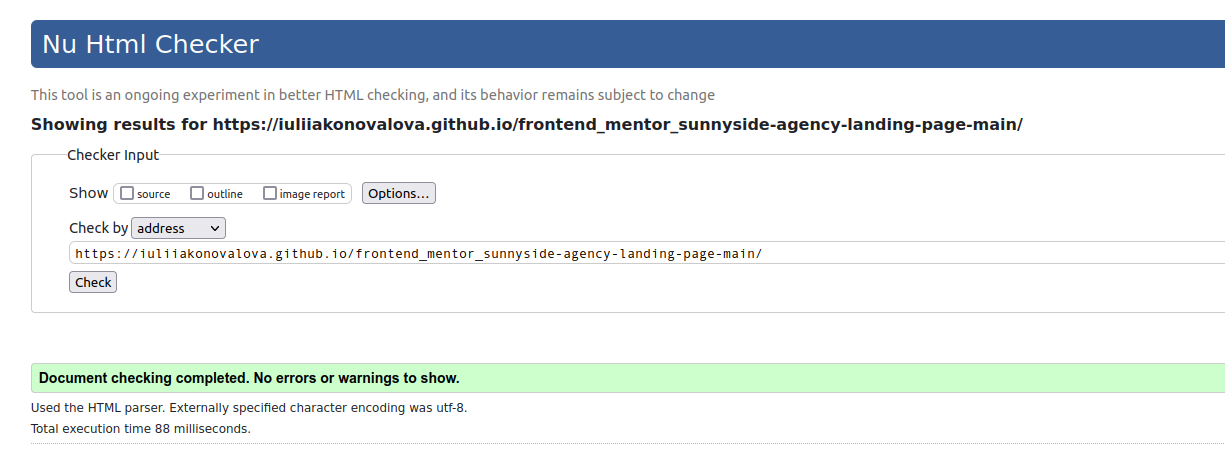 Nu Html Checker
This tool is an ongoing experiment in better HTML checking, and its behavior remains subject to change
Showing results for https://iuliiakonovalova.github.io/frontend_mentor_sunnyside-agency-landing-page-main/
Checker Input
Show source outline image report Options...
Check by address
https://iuliiakonovalova.github.io/frontend_mentor_sunnyside-agency-landing-page-main/
Check
Document checking completed. No errors or warnings to show.
Used the HTML parser. Externally specified character encoding was utf-8.
Total execution time 88 milliseconds.